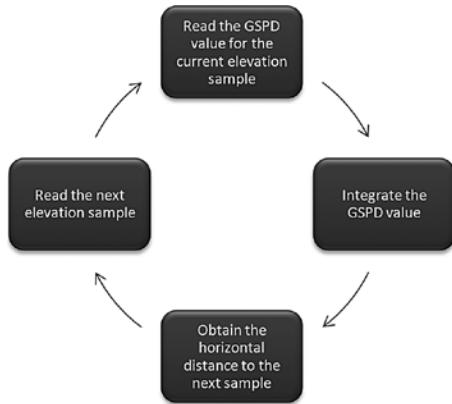 Read the GSPD
value for the
current elevation
sample
Integrate the
GSPD value
Obtain the
horizontal
distance to the
next sample
Read the next
elevation sample